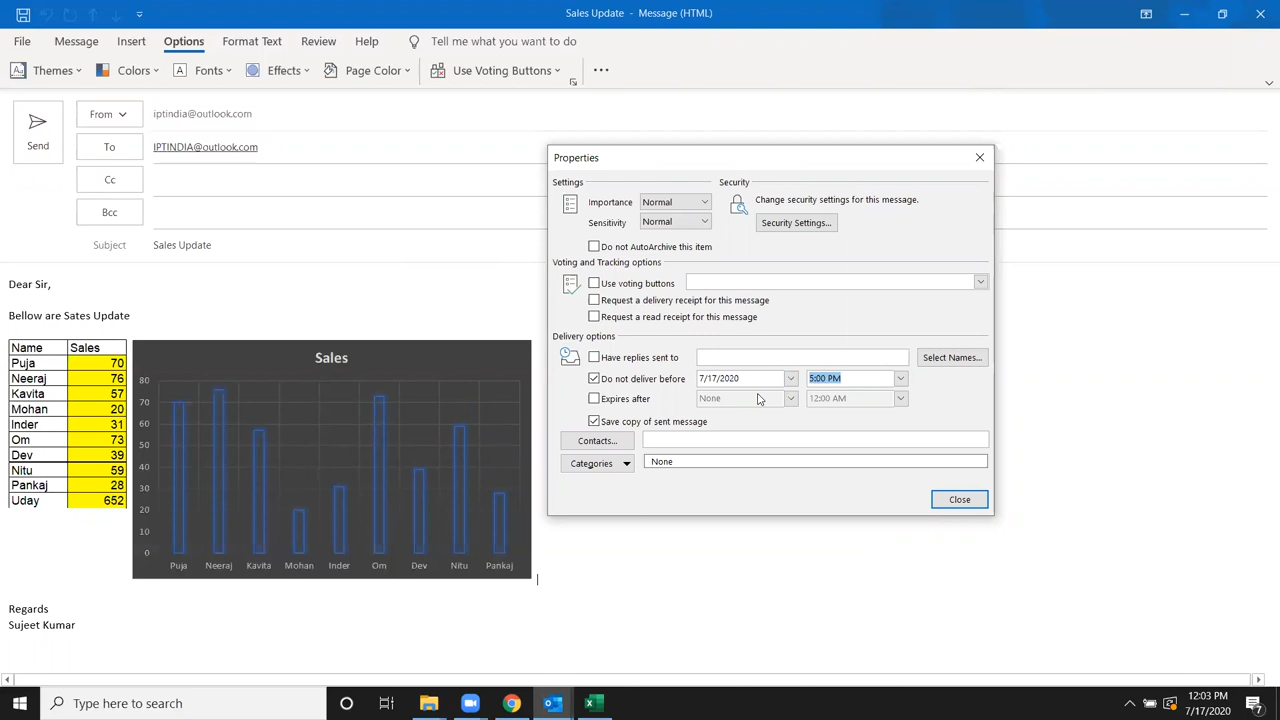 Sales Update - Message (HTML)
File Message Insert Options Format Text Review Help Tell me what you want to do
Themes Colors Fonts Effects Page Color Use Voting Buttons
Send
From iptindia@outlook.com
To IPTINDIA@outlook.com
Cc
Bcc
Subject Sales Update
Dear Sir,
Bellow are Sates Update
Name Sales
Puja 70
Neeraj 76
Kavita 57
Mohan 20
Inder 31
Om 73
Dev 39
Nitu 59
Pankaj 28
Uday 652
Sales
80
70
60
50
40
30
20
10
0
Puja Neeraj Kavita Mohan Inder Om Dev Nitu Pankaj
Regards
Sujeet Kumar
Properties
Settings
Importance Normal
Sensitivity Normal
Do not AutoArchive this item
Security
Change security settings for this message.
Security Settings...
Voting and Tracking options
Use voting buttons
Request a delivery receipt for this message
Request a read receipt for this message
Delivery options
Have replies sent to Select Names...
Do not deliver before 7/17/2020 5:00 PM
Expires after None 12:00 AM
Save copy of sent message
Contacts...
Categories None
Close
Type here to search
12:03 PM
7/17/2020
7